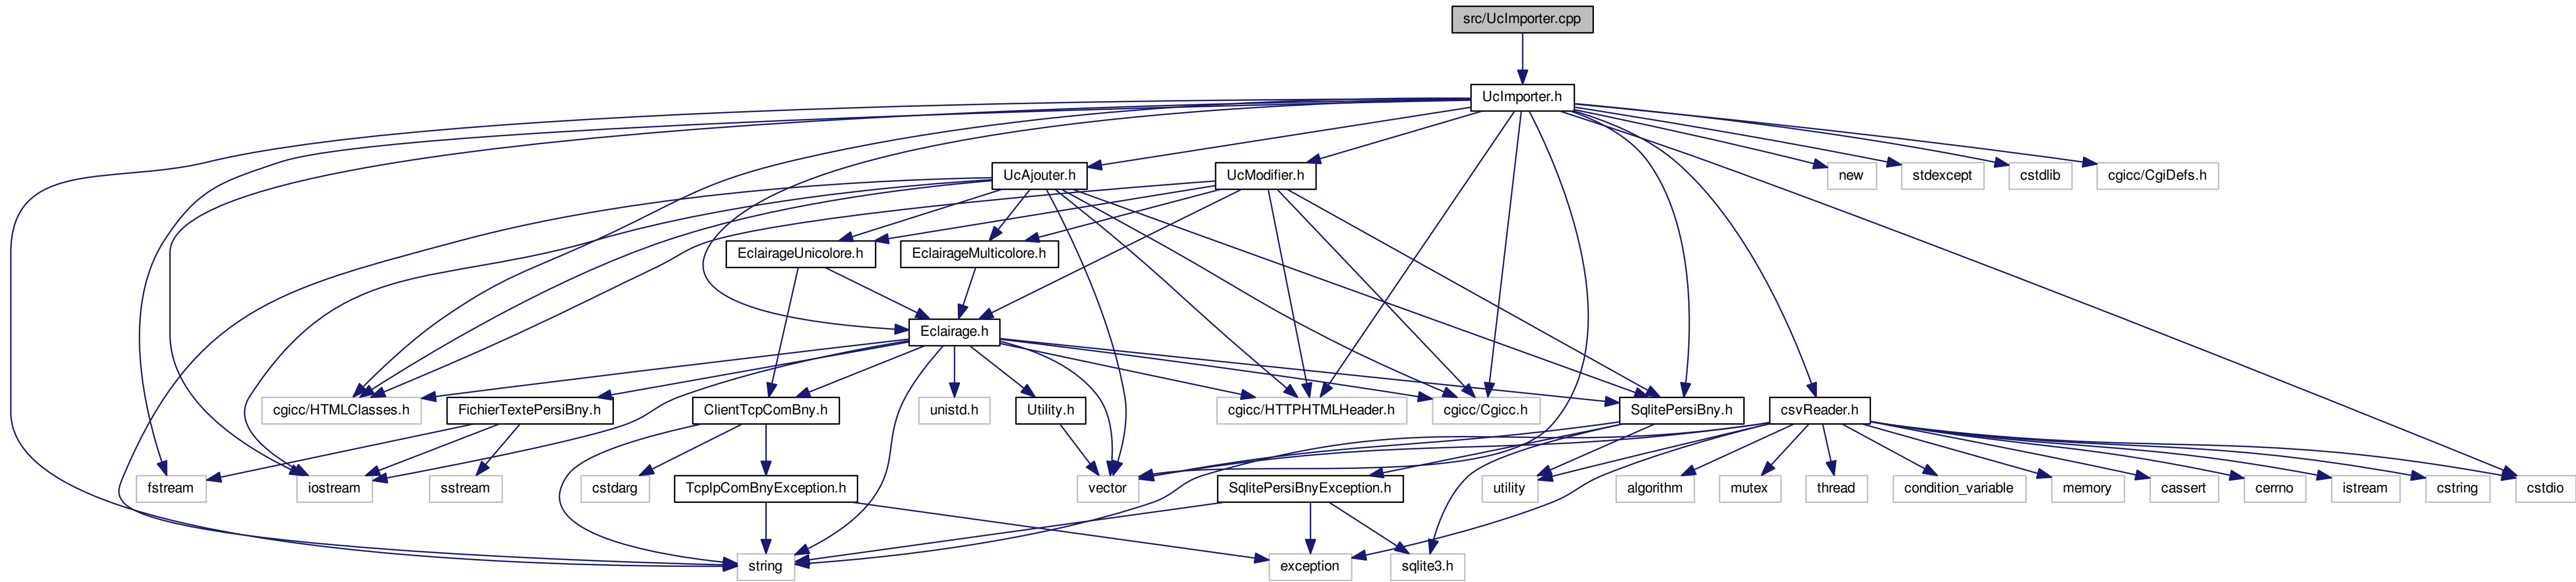 src/UcImporter.cpp
UcImporter.h
UcAjouter.h
UcModifier.h
new
stdexcept
cstdlib
cgicc/CgiDefs.h
EclairageUnicolore.h
EclairageMulticolore.h
Eclairage.h
cgicc/HTMLClasses.h
FichierTextePersiBny.h
ClientTcpComBny.h
unistd.h
Utility.h
cgicc/HTTPHTMLHeader.h
cgicc/Cgicc.h
SqlitePersiBny.h
csvReader.h
fstream
iostream
sstream
cstdarg
TcpIpComBnyException.h
vector
SqlitePersiBnyException.h
utility
algorithm
mutex
thread
condition_variable
memory
cassert
cerrno
istream
cstring
cstdio
string
exception
sqlite3.h